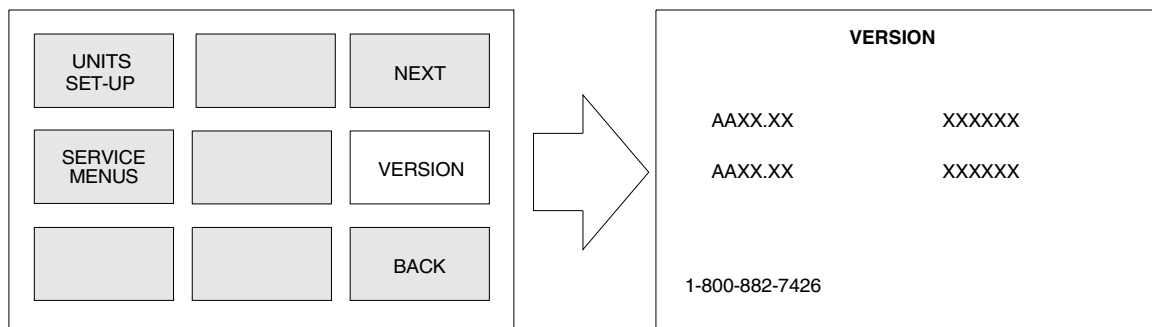 UNITS
SET-UP
NEXT
SERVICE
MENUS
VERSION
BACK
VERSION
AAXX.XX XXXXXX
AAXX.XX XXXXXX
1-800-882-7426